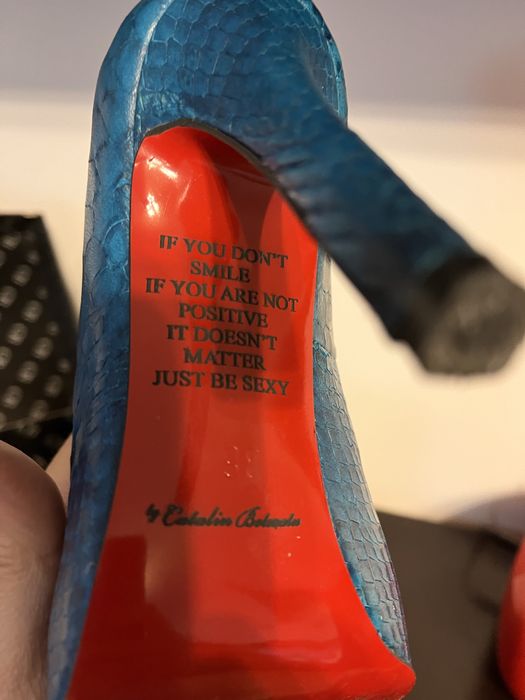 IF YOU DON'T
SMILE
IF YOU ARE NOT
POSITIVE
IT DOESN'T
MATTER
JUST BE SEXY
by Catalin Botezatu